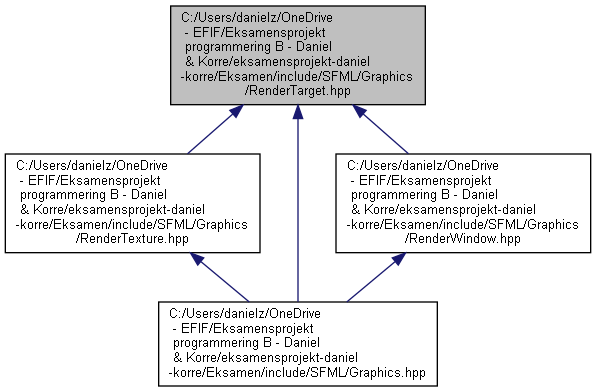 C:/Users/danielz/OneDrive
- EFIF/Eksamensprojekt
programmering B - Daniel
& Korre/eksamensprojekt-daniel
-korre/Eksamen/include/SFML/Graphics
/RenderTarget.hpp
C:/Users/danielz/OneDrive
- EFIF/Eksamensprojekt
programmering B - Daniel
& Korre/eksamensprojekt-daniel
-korre/Eksamen/include/SFML/Graphics
/RenderTexture.hpp
C:/Users/danielz/OneDrive
- EFIF/Eksamensprojekt
programmering B - Daniel
& Korre/eksamensprojekt-daniel
-korre/Eksamen/include/SFML/Graphics
/RenderWindow.hpp
C:/Users/danielz/OneDrive
- EFIF/Eksamensprojekt
programmering B - Daniel
& Korre/eksamensprojekt-daniel
-korre/Eksamen/include/SFML/Graphics.hpp